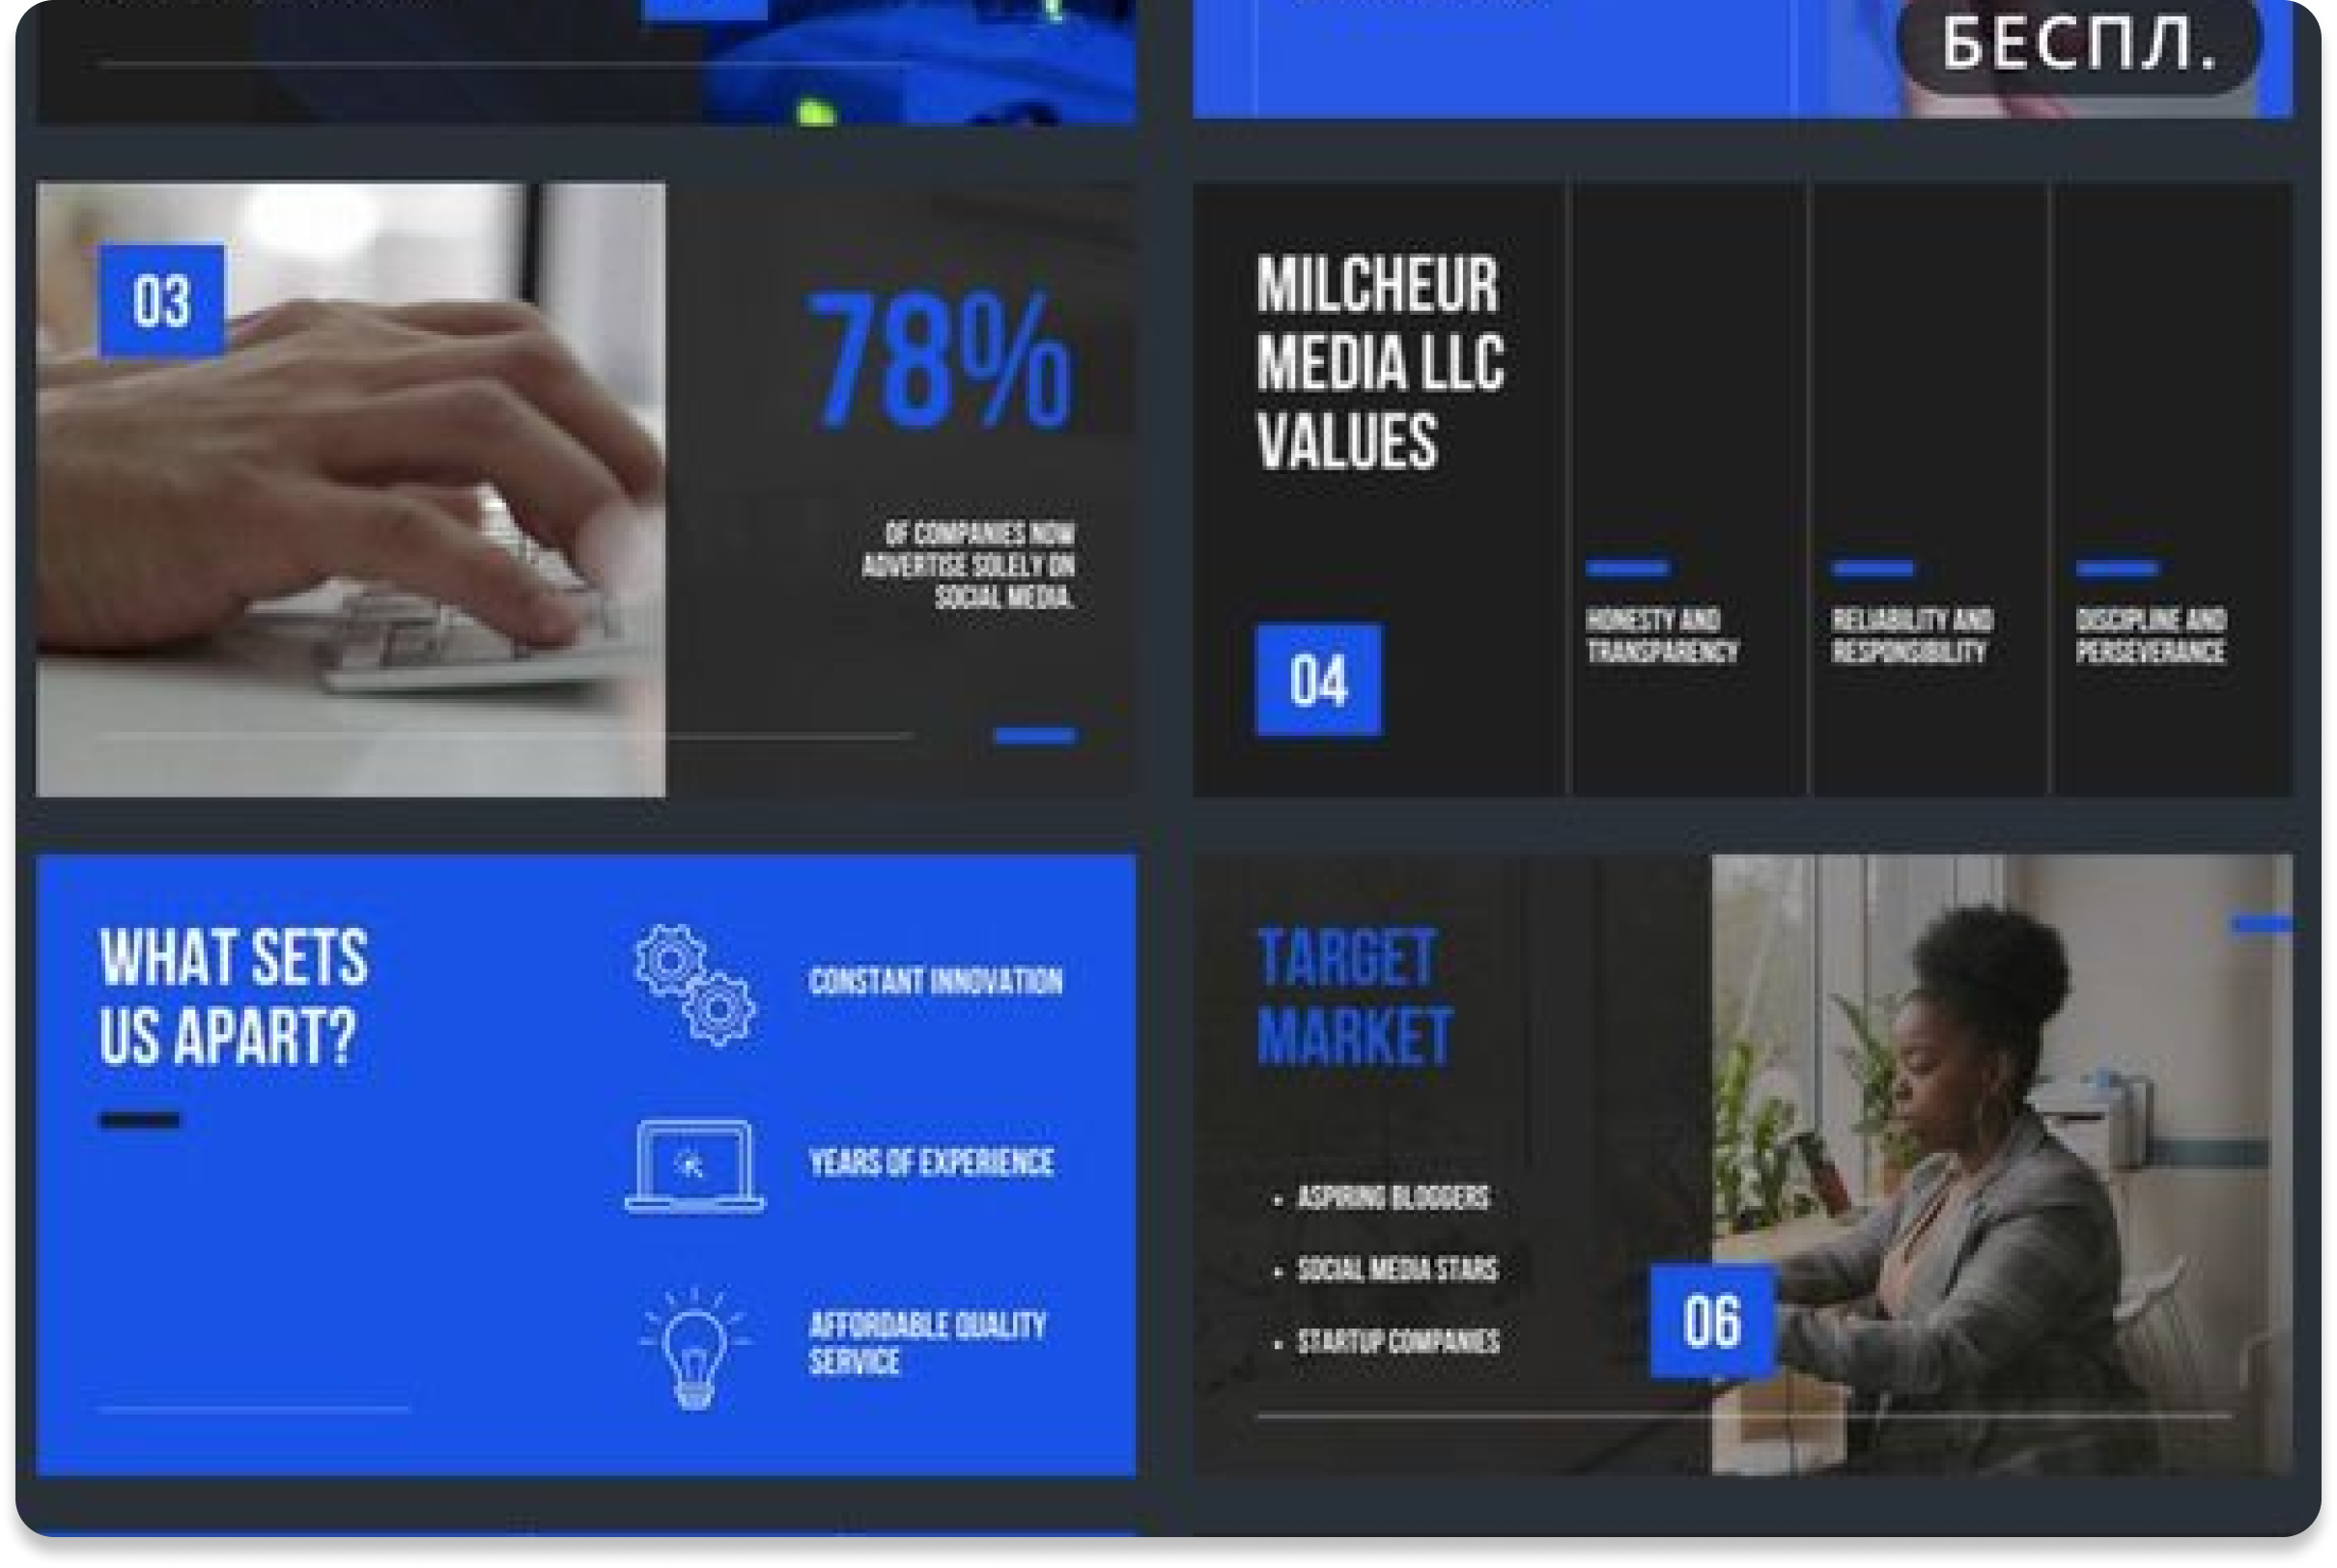 БЕСПЛ.
03
78%
OF COMPANIES NOW
ADVERTISE SOLELY ON
SOCIAL MEDIA.
MILCHEUR
MEDIA LLC
VALUES
04
HONESTY AND
TRANSPARENCY
RELIABILITY AND
RESPONSIBILITY
DISCIPLINE AND
PERSEVERANCE
WHAT SETS
US APART?
CONSTANT INNOVATION
YEARS OF EXPERIENCE
AFFORDABLE QUALITY
SERVICE
TARGET
MARKET
• ASPIRING BLOGGERS
• SOCIAL MEDIA STARS
• STARTUP COMPANIES
06